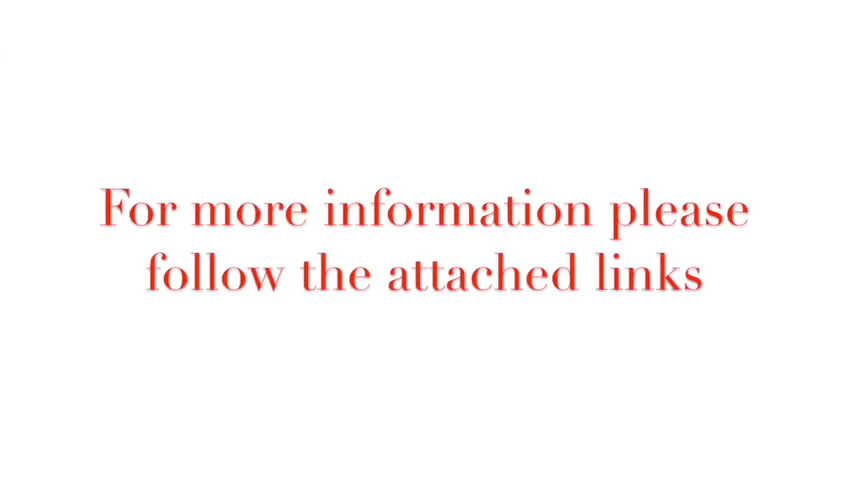 For more information please
follow the attached links